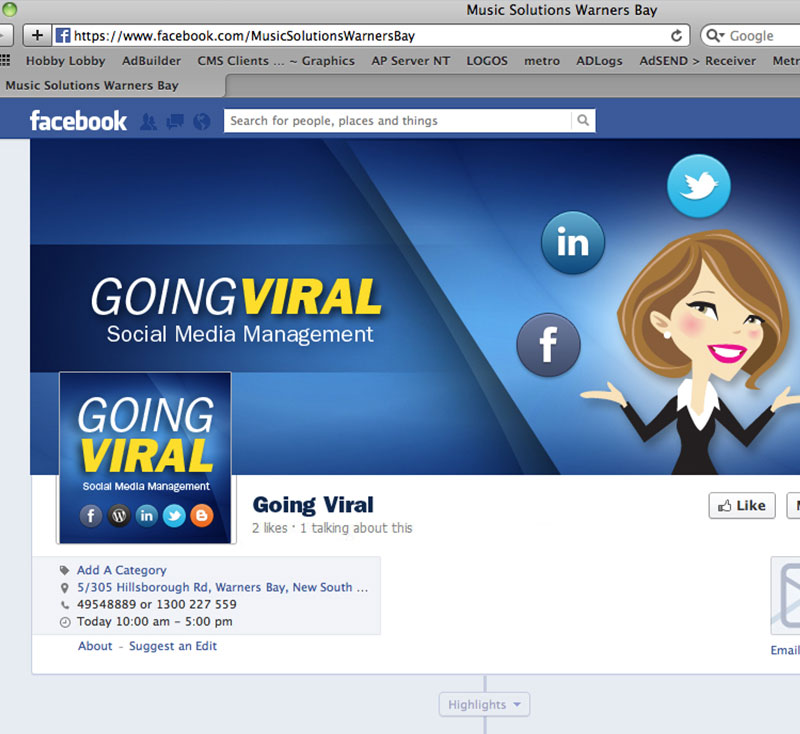 Music Solutions Warners Bay
https://www.facebook.com/MusicSolutionsWarnersBay
Google
Hobby Lobby AdBuilder CMS Clients ... ~ Graphics AP Server NT LOGOS metro ADLogs AdSEND > Receiver Metr
Music Solutions Warners Bay
facebook
Search for people, places and things
in
f
GOING VIRAL
Social Media Management
GOING
VIRAL
Social Media Management
f W in B
Going Viral
Like
2 likes · 1 talking about this
Add A Category
5/305 Hillsborough Rd, Warners Bay, New South ...
49548889 or 1300 227 559
Today 10:00 am - 5:00 pm
About - Suggest an Edit
Email
Highlights